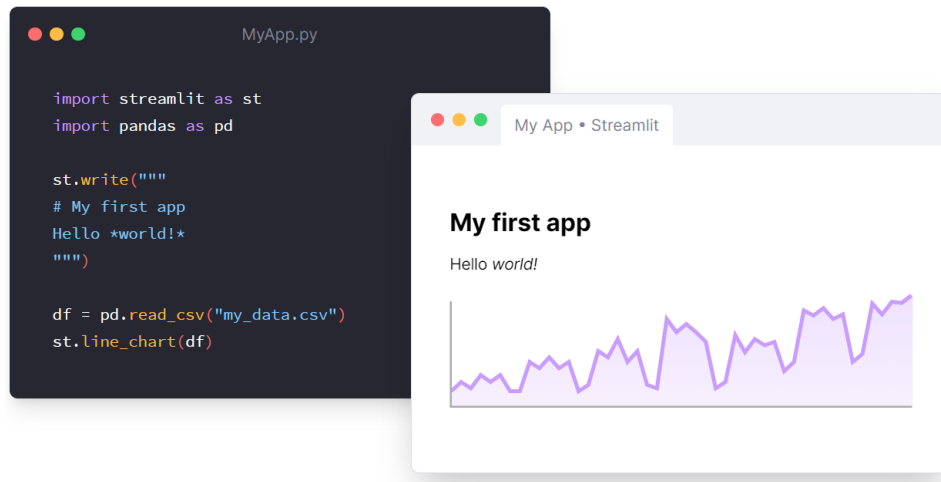 MyApp.py
import streamlit as st
import pandas as pd
st.write("""
# My first app
Hello *world!*
""")
df = pd.read_csv("my_data.csv")
st.line_chart(df)
My App • Streamlit
My first app
Hello world!